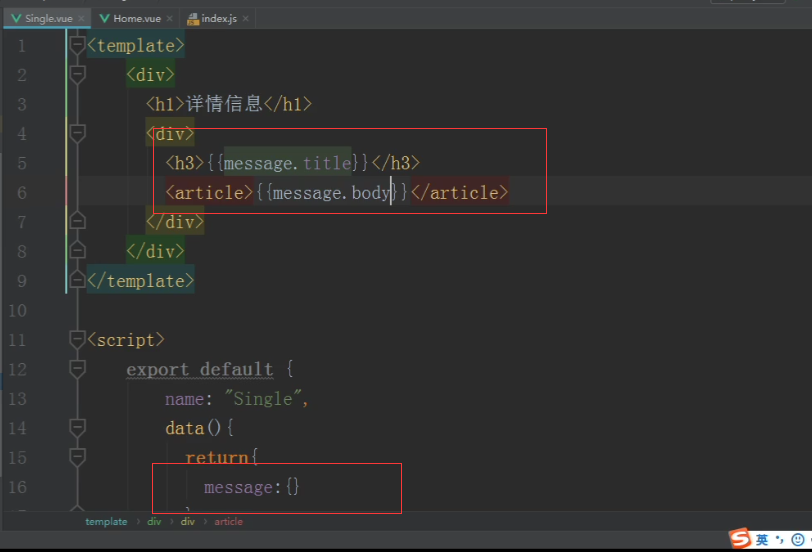 Single.vue × Home.vue × index.js ×
1 <template>
2 <div>
3 <h1>详情信息</h1>
4 <div>
5 <h3>{{message.title}}</h3>
6 <article>{{message.body}}</article>
7 </div>
8 </div>
9 </template>
10
11 <script>
12 export default {
13 name: "Single",
14 data(){
15 return{
16 message:{}
template › div › div › article
S 英